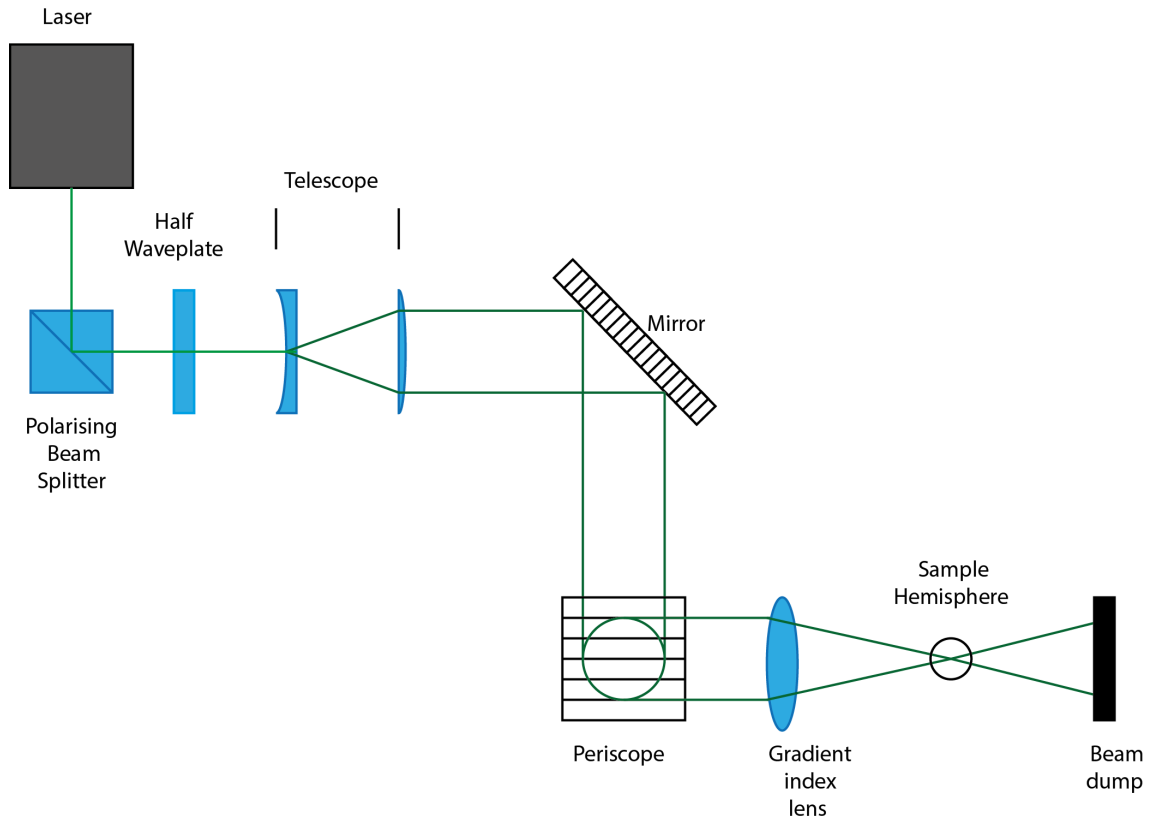 Laser
Telescope
Half
Waveplate
Mirror
Polarising
Beam
Splitter
Sample
Hemisphere
Periscope
Gradient
index
lens
Beam
dump